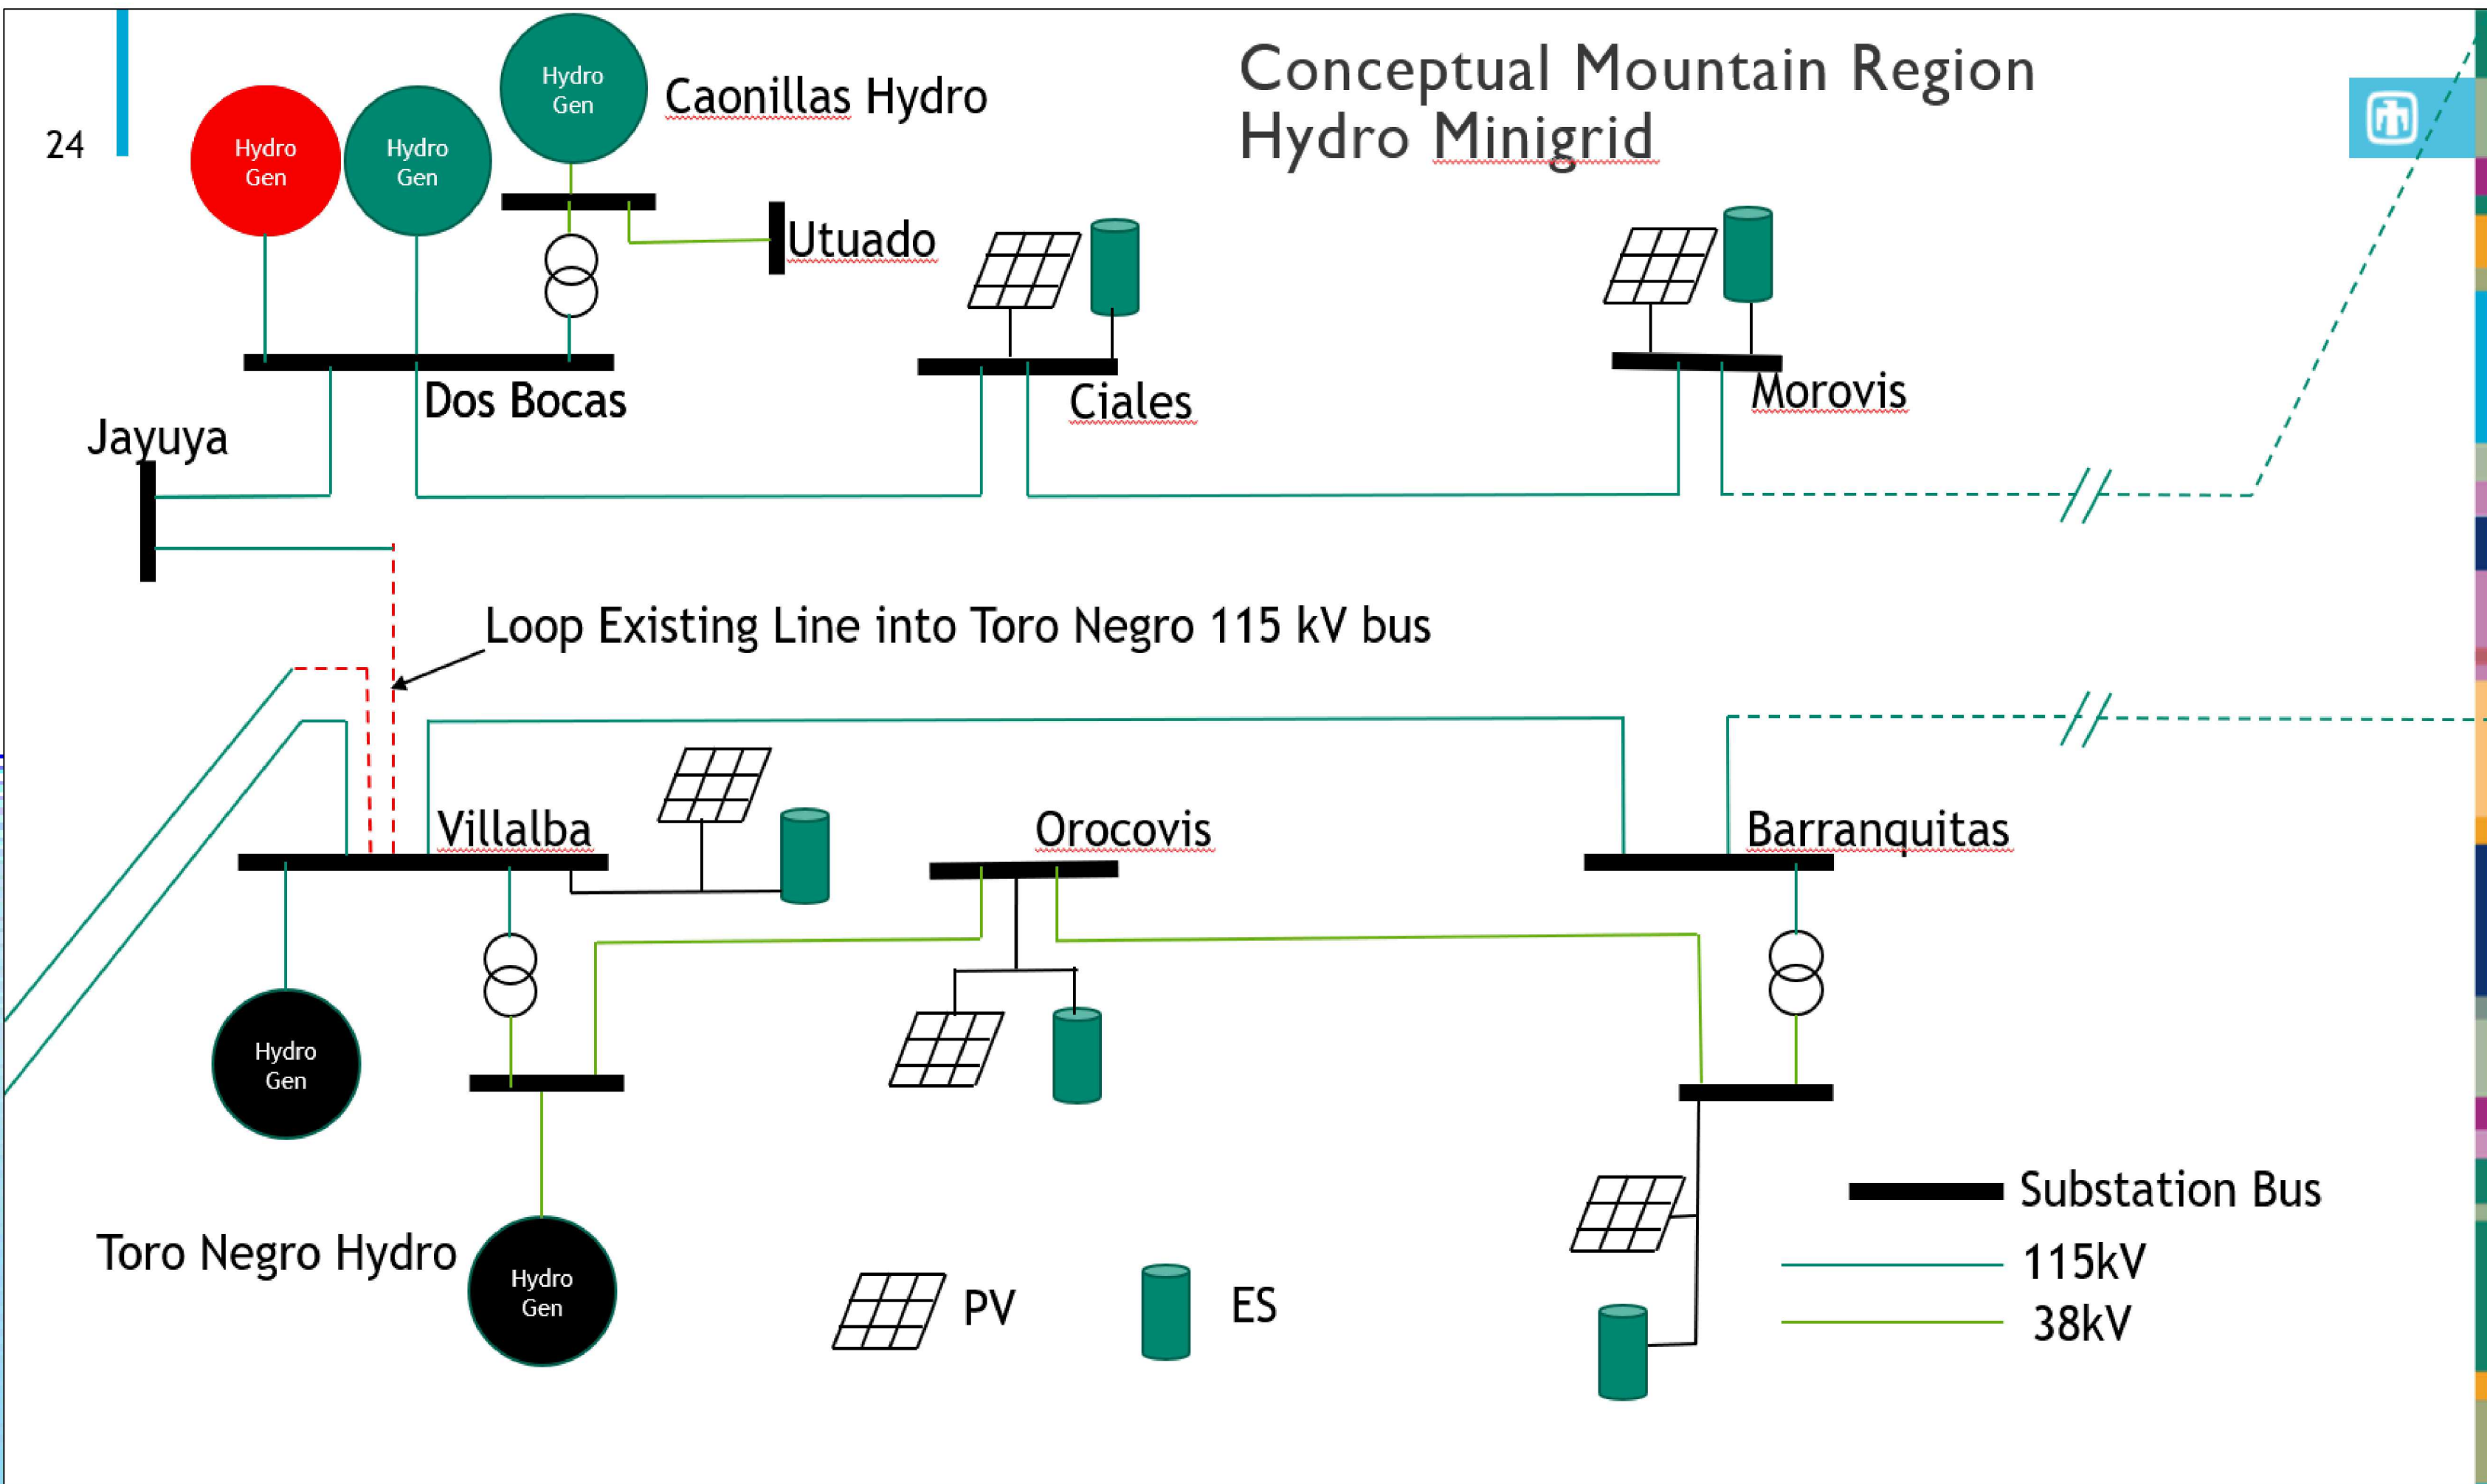 24
Conceptual Mountain Region
Hydro Minigrid
Hydro
Gen
Caonillas Hydro
Hydro
Gen
Hydro
Gen
Utuado
Dos Bocas
Ciales
Morovis
Jayuya
Loop Existing Line into Toro Negro 115 kV bus
Villalba
Orocovis
Barranquitas
Hydro
Gen
Toro Negro Hydro
Hydro
Gen
PV
ES
Substation Bus
115kV
38kV